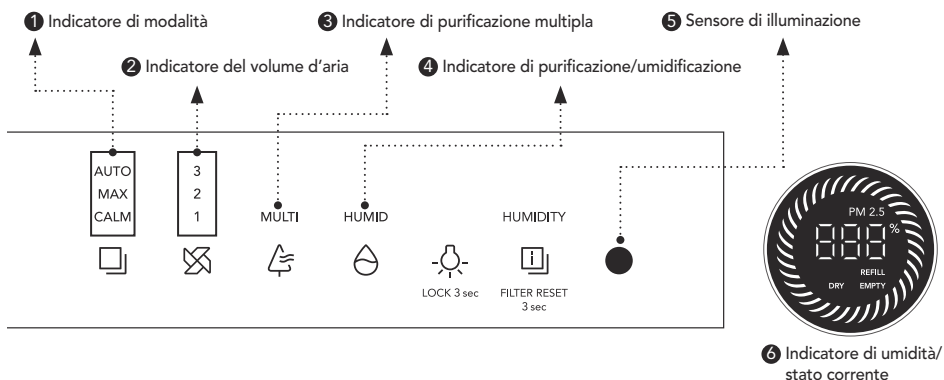 ❶ Indicatore di modalità
❸ Indicatore di purificazione multipla
❺ Sensore di illuminazione
❷ Indicatore del volume d'aria
❹ Indicatore di purificazione/umidificazione
AUTO
MAX
CALM
3
2
1
MULTI
HUMID
HUMIDITY
LOCK 3 sec
FILTER RESET
3 sec
PM 2.5
888 %
REFILL
DRY EMPTY
❻ Indicatore di umidità/
stato corrente